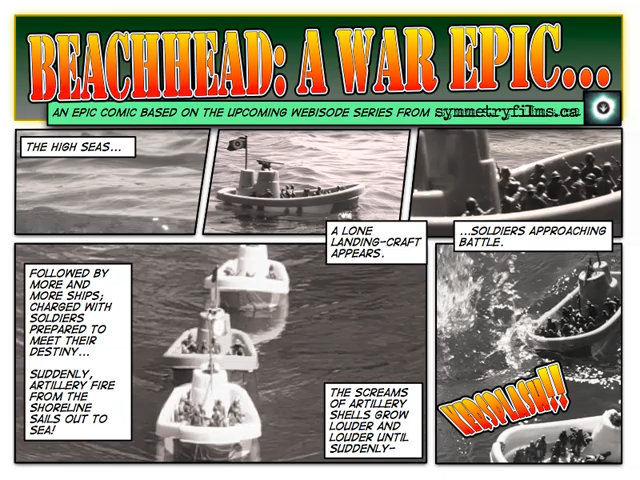 BEACHHEAD: A WAR EPIC...
AN EPIC COMIC BASED ON THE UPCOMING WEBISODE SERIES FROM symmetryfilms.ca
THE HIGH SEAS...
A LONE
LANDING-CRAFT
APPEARS.
...SOLDIERS APPROACHING
BATTLE.
FOLLOWED BY
MORE AND
MORE SHIPS;
CHARGED WITH
SOLDIERS
PREPARED TO
MEET THEIR
DESTINY...
SUDDENLY,
ARTILLERY FIRE
FROM THE
SHORELINE
SAILS OUT TO
SEA!
THE SCREAMS
OF ARTILLERY
SHELLS GROW
LOUDER AND
LOUDER UNTIL
SUDDENLY-